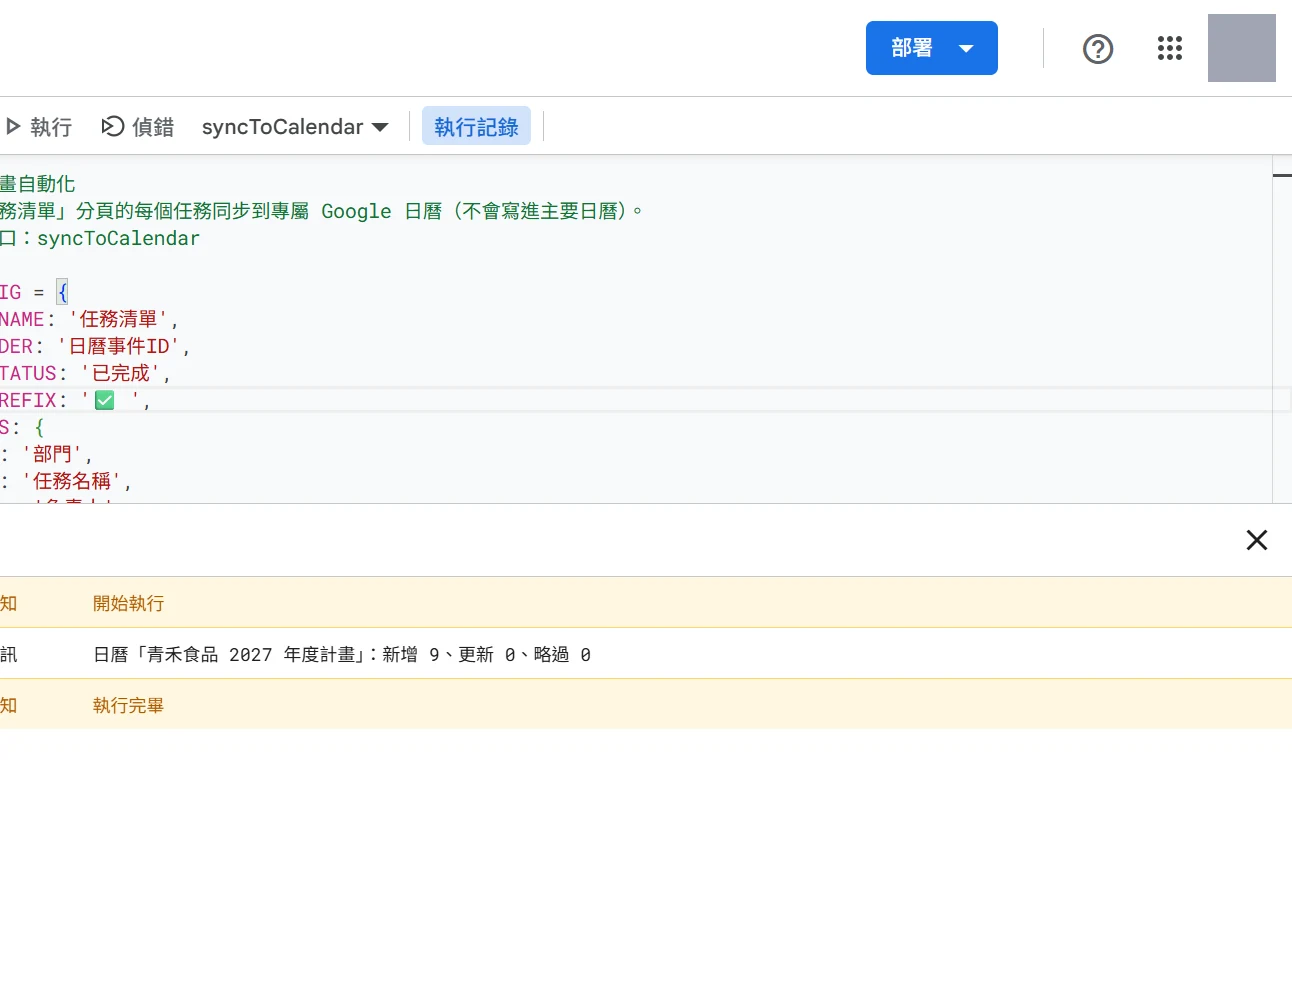 部署
執行 偵錯 syncToCalendar 執行記錄
畫自動化
務清單」分頁的每個任務同步到專屬 Google 日曆（不會寫進主要日曆）。
口：syncToCalendar
IG = {
NAME: '任務清單',
DER: '日曆事件ID',
TATUS: '已完成',
REFIX: '✅ ',
S: {
: '部門',
: '任務名稱',
知 開始執行
訊 日曆「青禾食品 2027 年度計畫」：新增 9、更新 0、略過 0
知 執行完畢